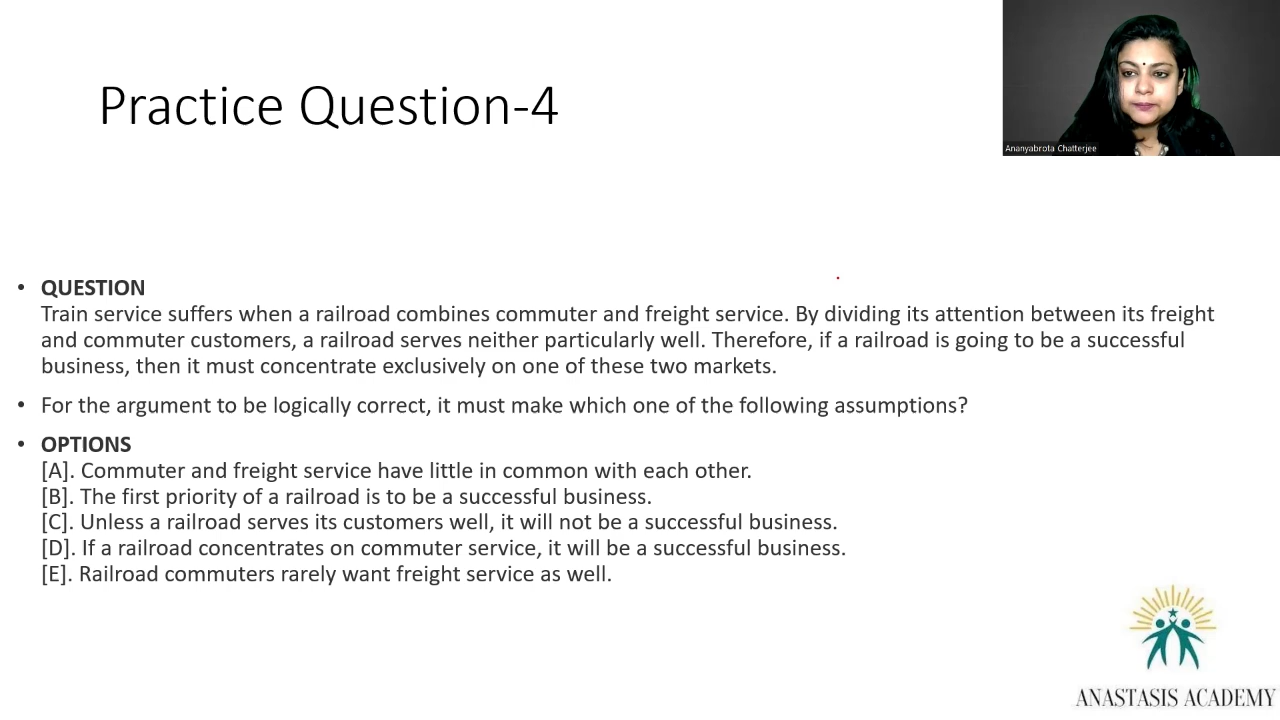 Practice Question-4
Ananyabrota Chatterjee
• QUESTION
Train service suffers when a railroad combines commuter and freight service. By dividing its attention between its freight
and commuter customers, a railroad serves neither particularly well. Therefore, if a railroad is going to be a successful
business, then it must concentrate exclusively on one of these two markets.
• For the argument to be logically correct, it must make which one of the following assumptions?
• OPTIONS
[A]. Commuter and freight service have little in common with each other.
[B]. The first priority of a railroad is to be a successful business.
[C]. Unless a railroad serves its customers well, it will not be a successful business.
[D]. If a railroad concentrates on commuter service, it will be a successful business.
[E]. Railroad commuters rarely want freight service as well.
ANASTASIS ACADEMY